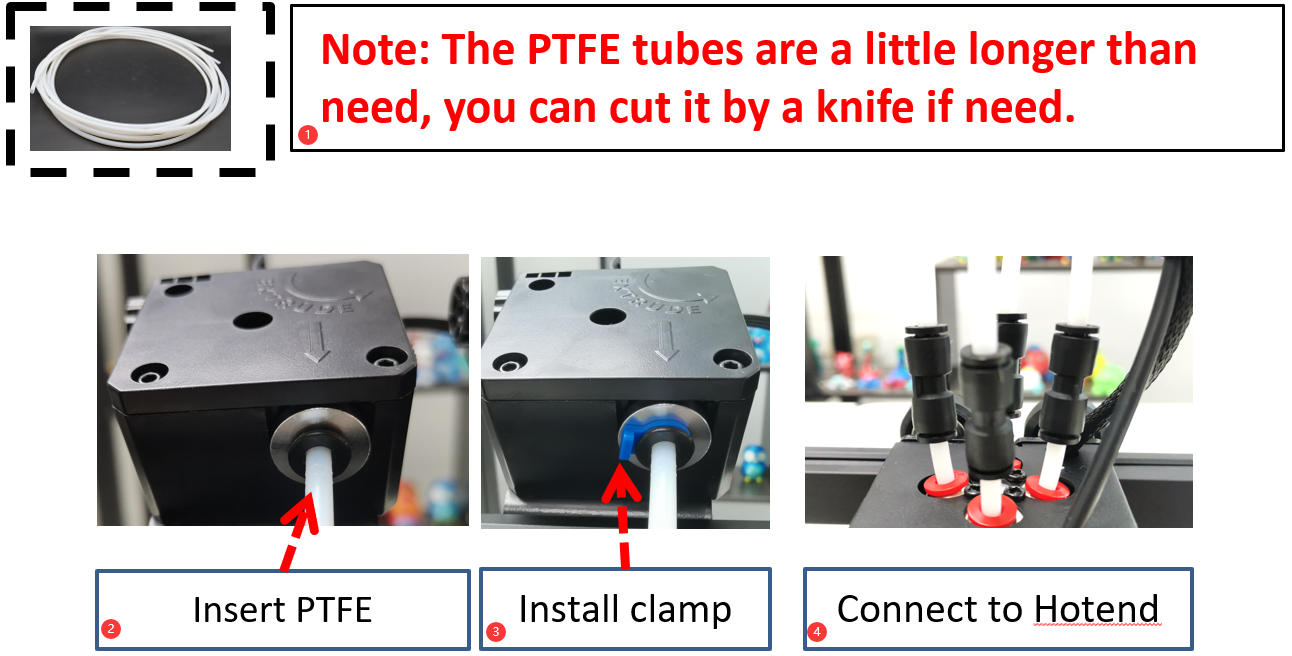 Note: The PTFE tubes are a little longer than
need, you can cut it by a knife if need.
1
EXTRUDE
EXTRUDE
Insert PTFE
2
Install clamp
3
Connect to Hotend
4